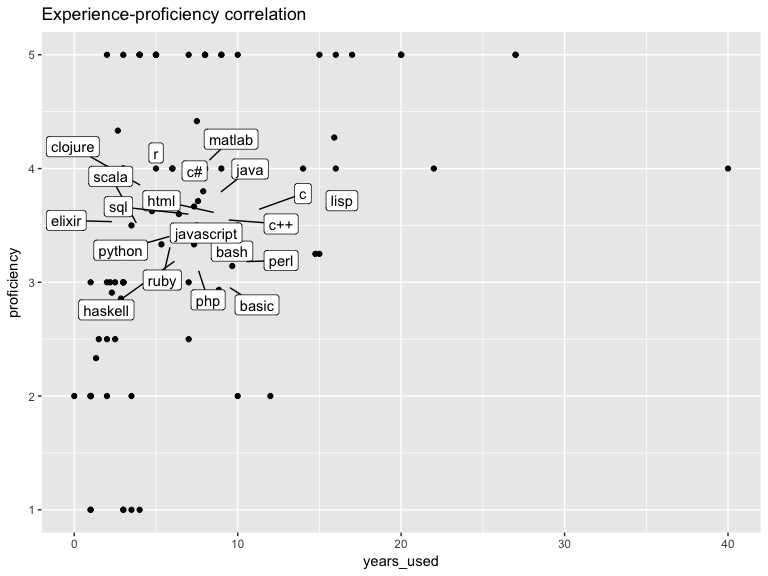 Experience-proficiency correlation
5
4
3
2
1
proficiency
clojure
r
matlab
scala
c#
java
sql
html
c
lisp
elixir
javascript
c++
python
bash
perl
ruby
haskell
php
basic
0
10
20
30
40
years_used